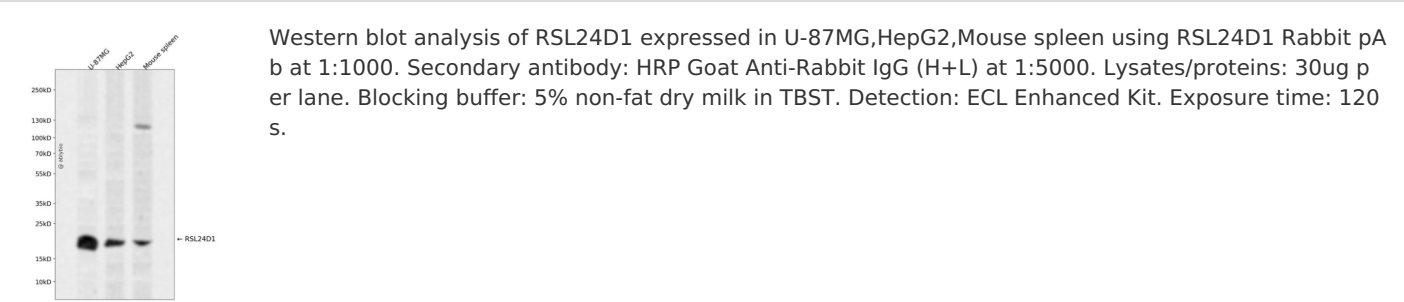 U-87MG
HepG2
Mouse spleen
250kD
130kD
100kD
70kD
55kD
35kD
25kD
15kD
10kD
@ abybio
← RSL24D1
Western blot analysis of RSL24D1 expressed in U-87MG,HepG2,Mouse spleen using RSL24D1 Rabbit pA
b at 1:1000. Secondary antibody: HRP Goat Anti-Rabbit IgG (H+L) at 1:5000. Lysates/proteins: 30ug p
er lane. Blocking buffer: 5% non-fat dry milk in TBST. Detection: ECL Enhanced Kit. Exposure time: 120
s.